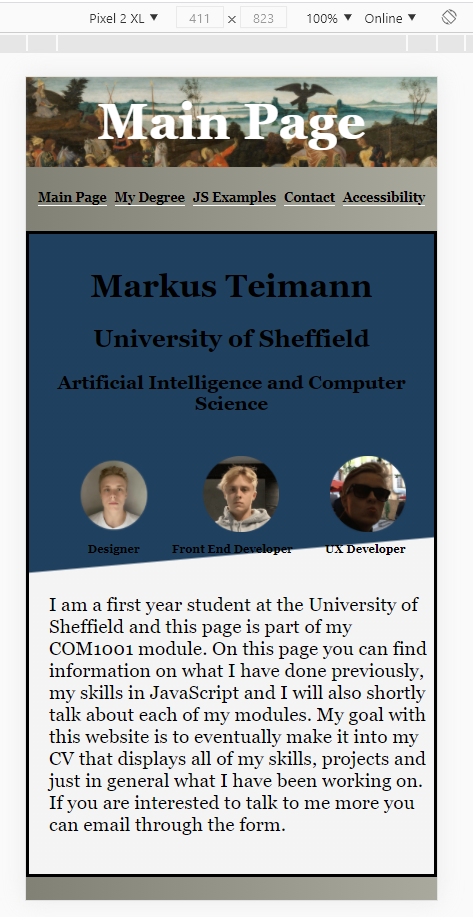 Pixel 2 XL ▼ 411 × 823 100% ▼ Online ▼
Main Page
Main Page My Degree JS Examples Contact Accessibility
Markus Teimann
University of Sheffield
Artificial Intelligence and Computer
Science
Designer Front End Developer UX Developer
I am a first year student at the University of
Sheffield and this page is part of my
COM1001 module. On this page you can find
information on what I have done previously,
my skills in JavaScript and I will also shortly
talk about each of my modules. My goal with
this website is to eventually make it into my
CV that displays all of my skills, projects and
just in general what I have been working on.
If you are interested to talk to me more you
can email through the form.